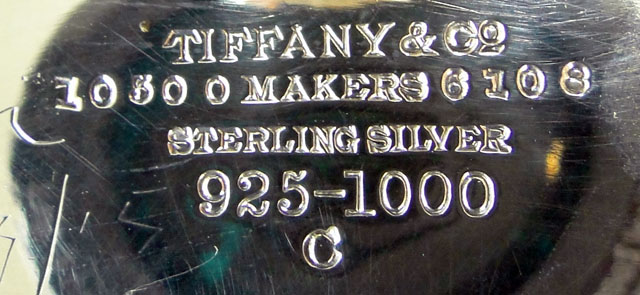 TIFFANY & Co
10500 MAKERS 6108
STERLING SILVER
925-1000
C